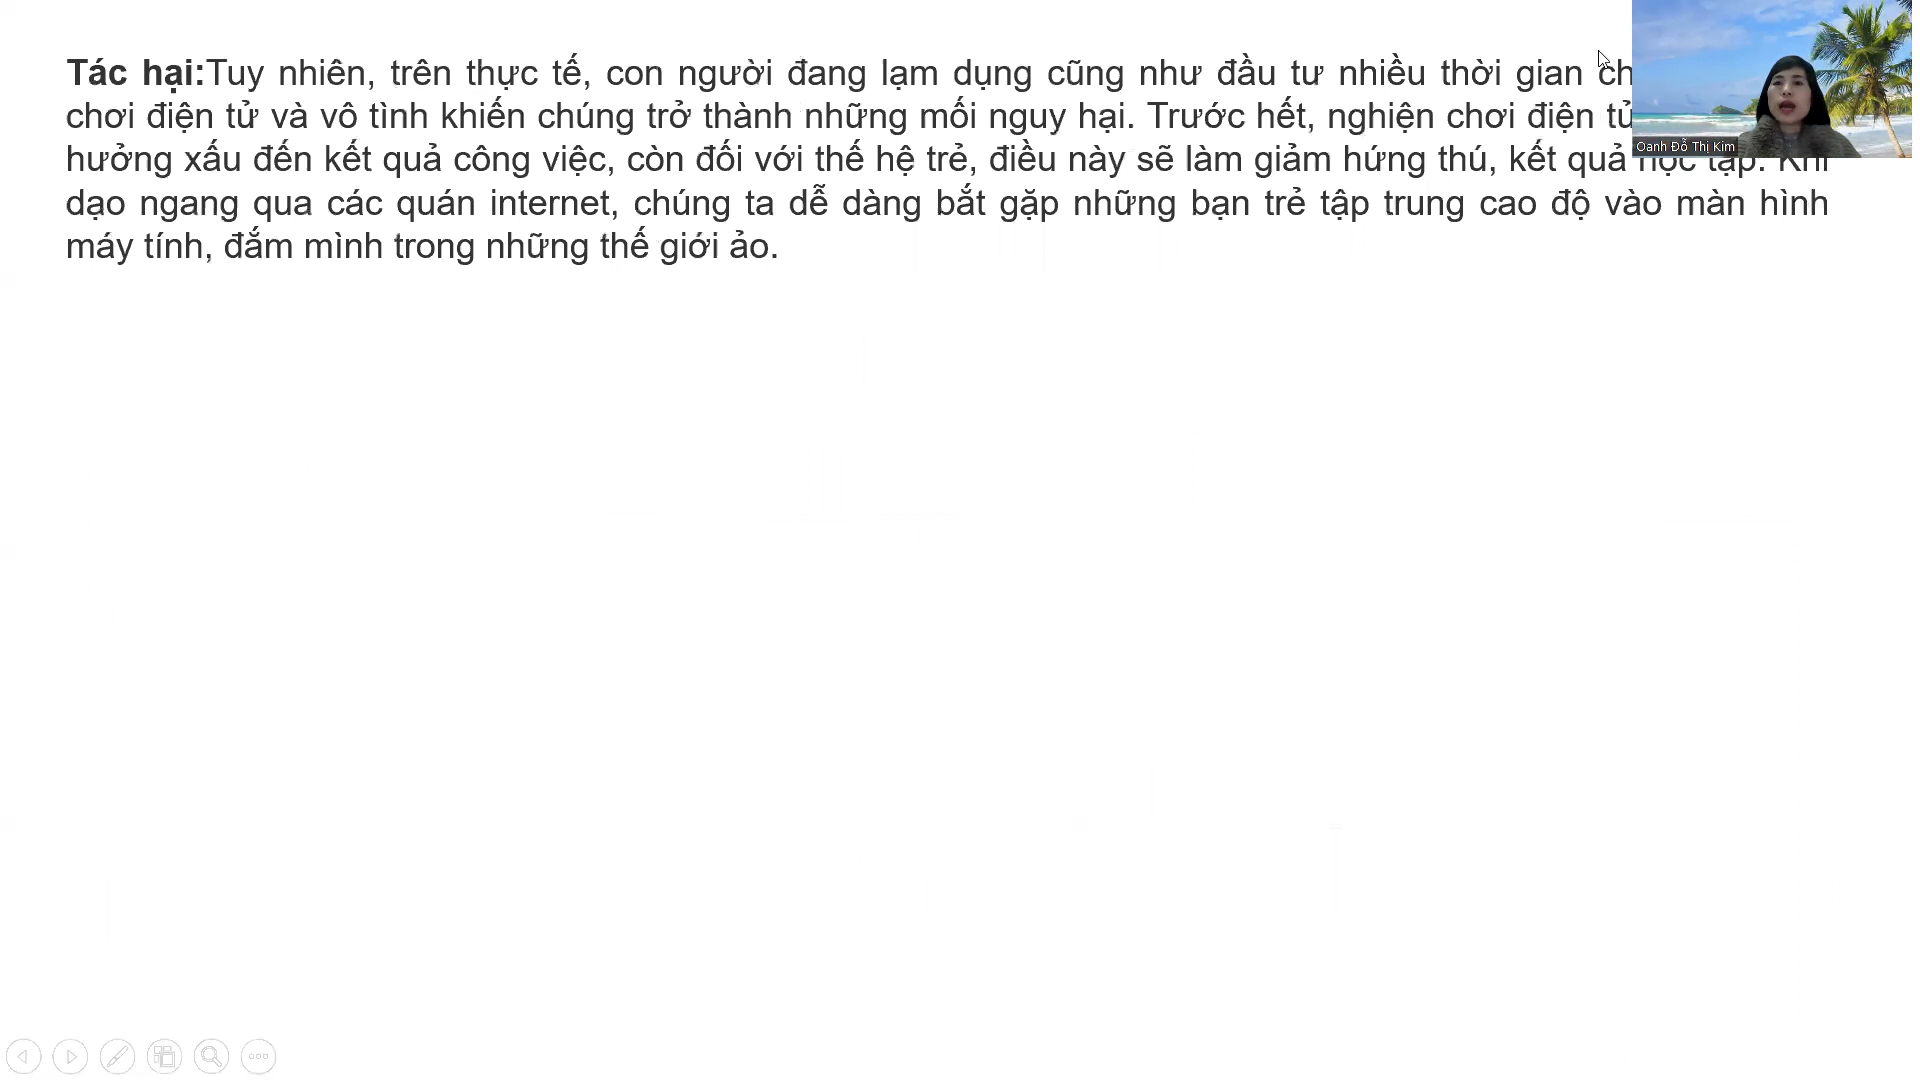 Tác hại:Tuy nhiên, trên thực tế, con người đang lạm dụng cũng như đầu tư nhiều thời gian
chơi điện tử và vô tình khiến chúng trở thành những mối nguy hại. Trước hết, nghiện chơi điện tử
hưởng xấu đến kết quả công việc, còn đối với thế hệ trẻ, điều này sẽ làm giảm hứng thú, kết quả học tập. Khi
dạo ngang qua các quán internet, chúng ta dễ dàng bắt gặp những bạn trẻ tập trung cao độ vào màn hình
máy tính, đắm mình trong những thế giới ảo.
Oanh Đỗ Thị Kim